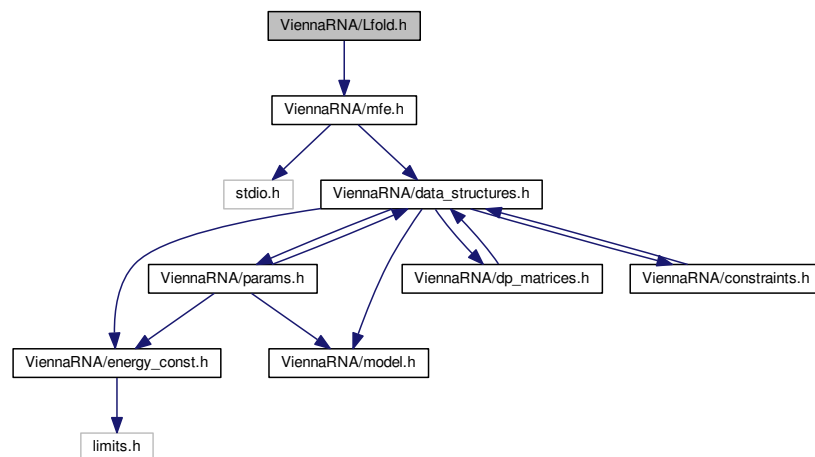 ViennaRNA/Lfold.h
ViennaRNA/mfe.h
stdio.h
ViennaRNA/data_structures.h
ViennaRNA/params.h
ViennaRNA/dp_matrices.h
ViennaRNA/constraints.h
ViennaRNA/energy_const.h
ViennaRNA/model.h
limits.h